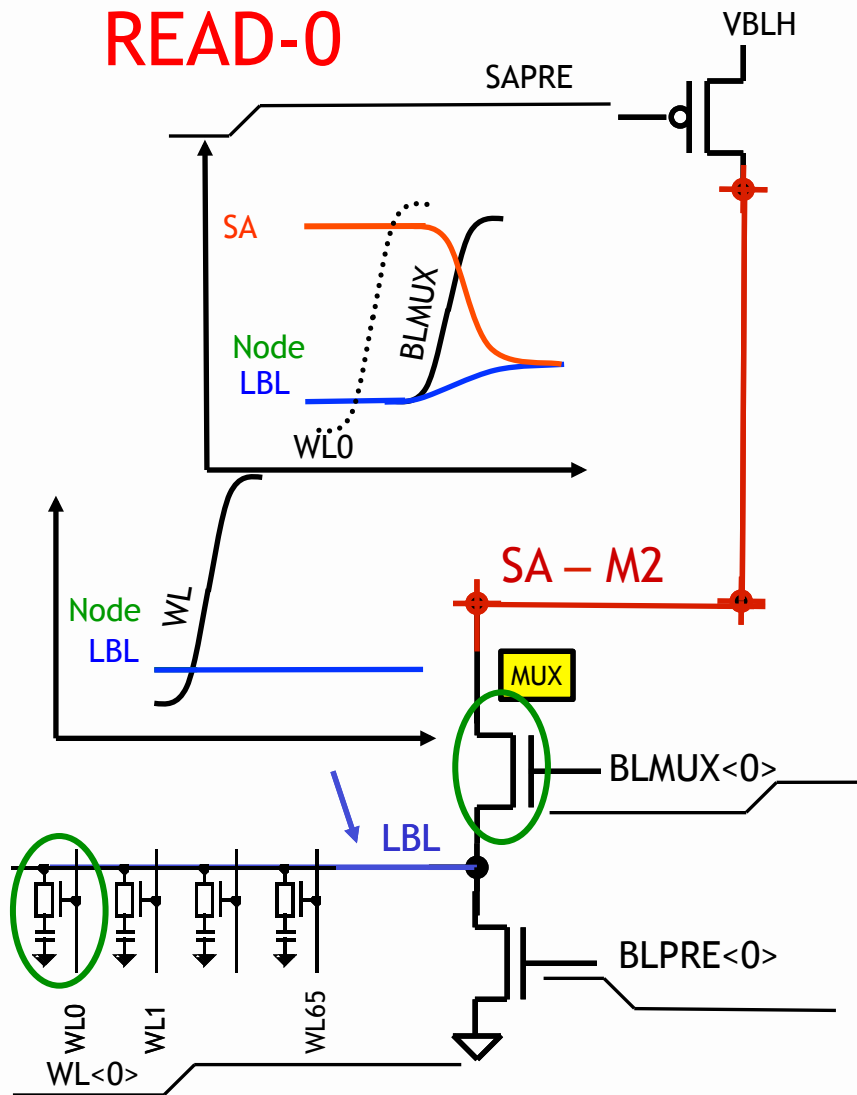 READ-0
VBLH
SAPRE
SA
BLMUX
Node
LBL
WL0
WL
Node
LBL
SA – M2
MUX
BLMUX<0>
LBL
BLPRE<0>
WL0
WL1
WL65
WL<0>